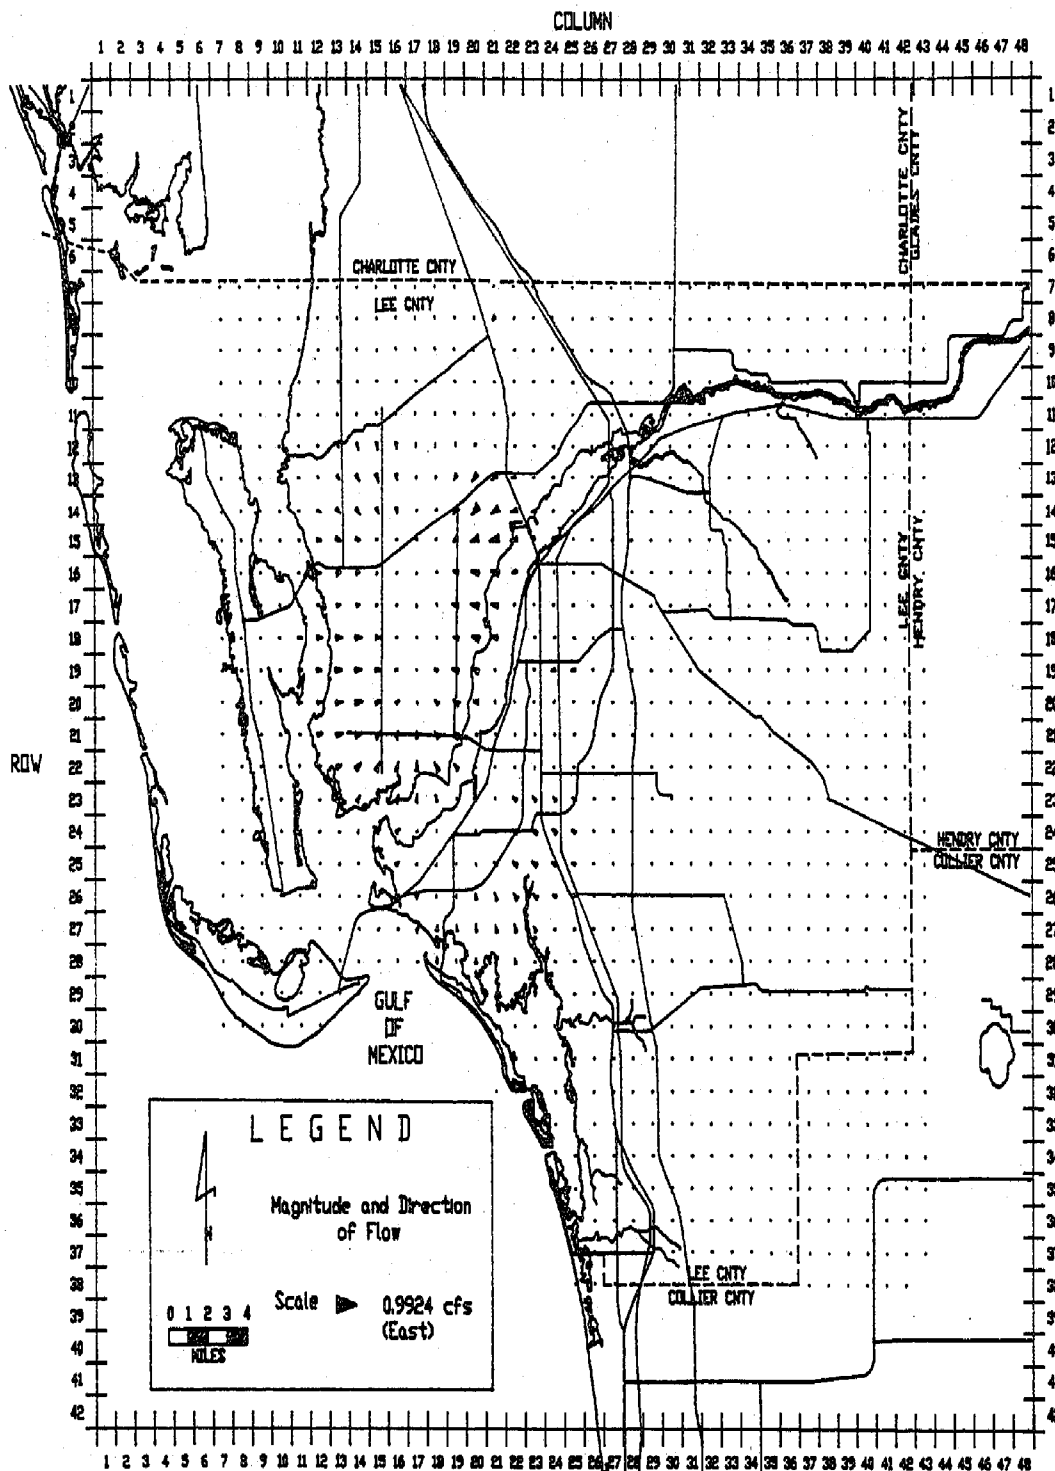 COLUMN
1 2 3 4 5 6 7 8 9 10 11 12 13 14 15 16 17 18 19 20 21 22 23 24 25 26 27 28 29 30 31 32 33 34 35 36 37 38 39 40 41 42 43 44 45 46 47 48
CHARLOTTE CNTY
GLADES CNTY
CHARLOTTE CNTY
LEE CNTY
LEE CNTY
HENDRY CNTY
ROW
HENDRY CNTY
COLLIER CNTY
GULF
OF
MEXICO
LEGEND
Magnitude and Direction
of Flow
N
Scale 0.9924 cfs
(East)
0 1 2 3 4
MILES
LEE CNTY
COLLIER CNTY
1 2 3 4 5 6 7 8 9 10 11 12 13 14 15 16 17 18 19 20 21 22 23 24 25 26 27 28 29 30 31 32 33 34 35 36 37 38 39 40 41 42 43 44 45 46 47 48